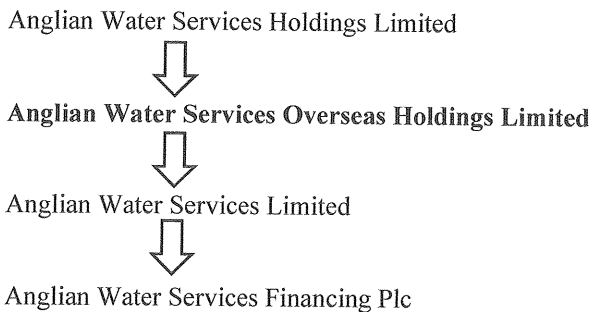 Anglian Water Services Holdings Limited
Anglian Water Services Overseas Holdings Limited
Anglian Water Services Limited
Anglian Water Services Financing Plc